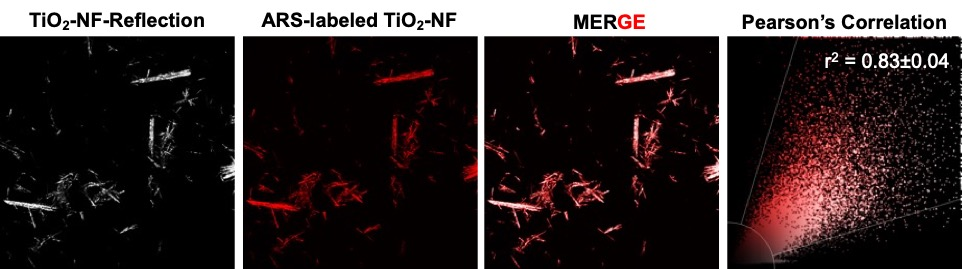 TiO₂-NF-Reflection
ARS-labeled TiO₂-NF
MERGE
Pearson's Correlation
r² = 0.83±0.04